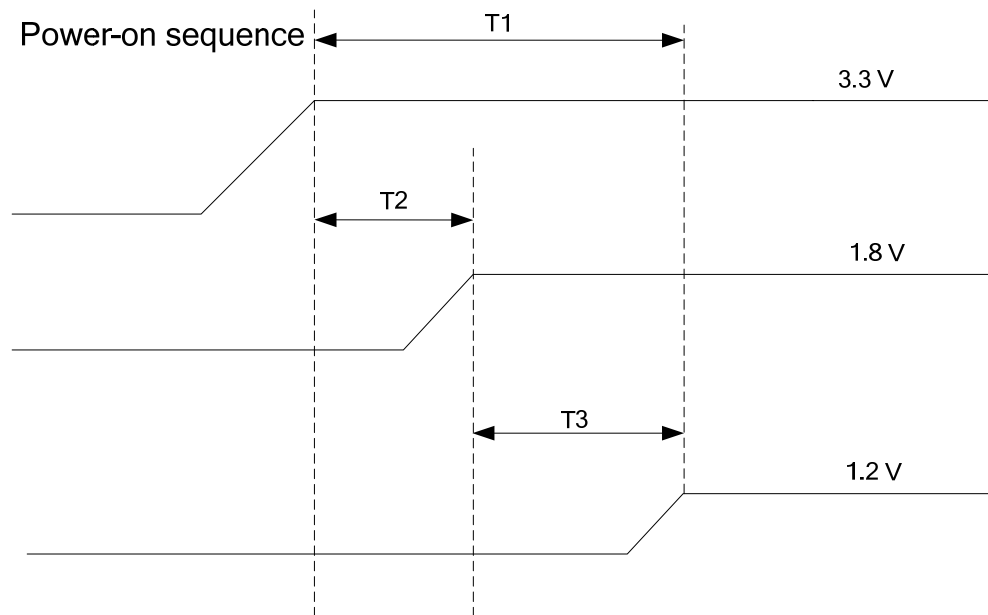 Power-on sequence
T1
3.3 V
T2
1.8 V
T3
1.2 V